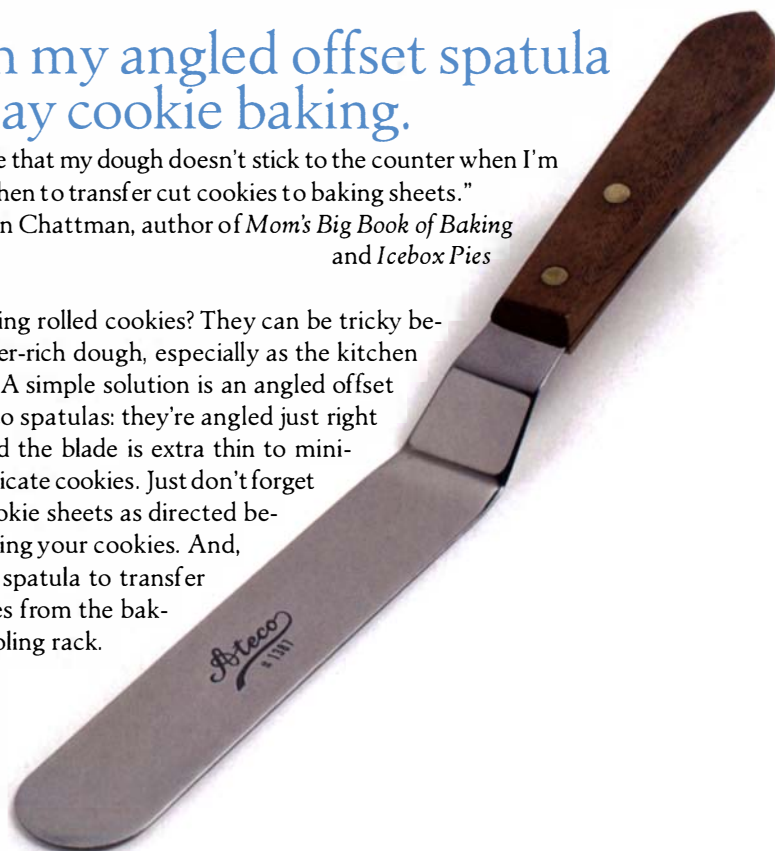 n my angled offset spatula
ay cookie baking.
e that my dough doesn't stick to the counter when I'm
hen to transfer cut cookies to baking sheets."
n Chattman, author of Mom's Big Book of Baking
and Icebox Pies
ing rolled cookies? They can be tricky be-
er-rich dough, especially as the kitchen
A simple solution is an angled offset
o spatulas: they're angled just right
d the blade is extra thin to mini-
icate cookies. Just don't forget
okie sheets as directed be-
ing your cookies. And,
spatula to transfer
es from the bak-
oling rack.
Ateco
# 1387